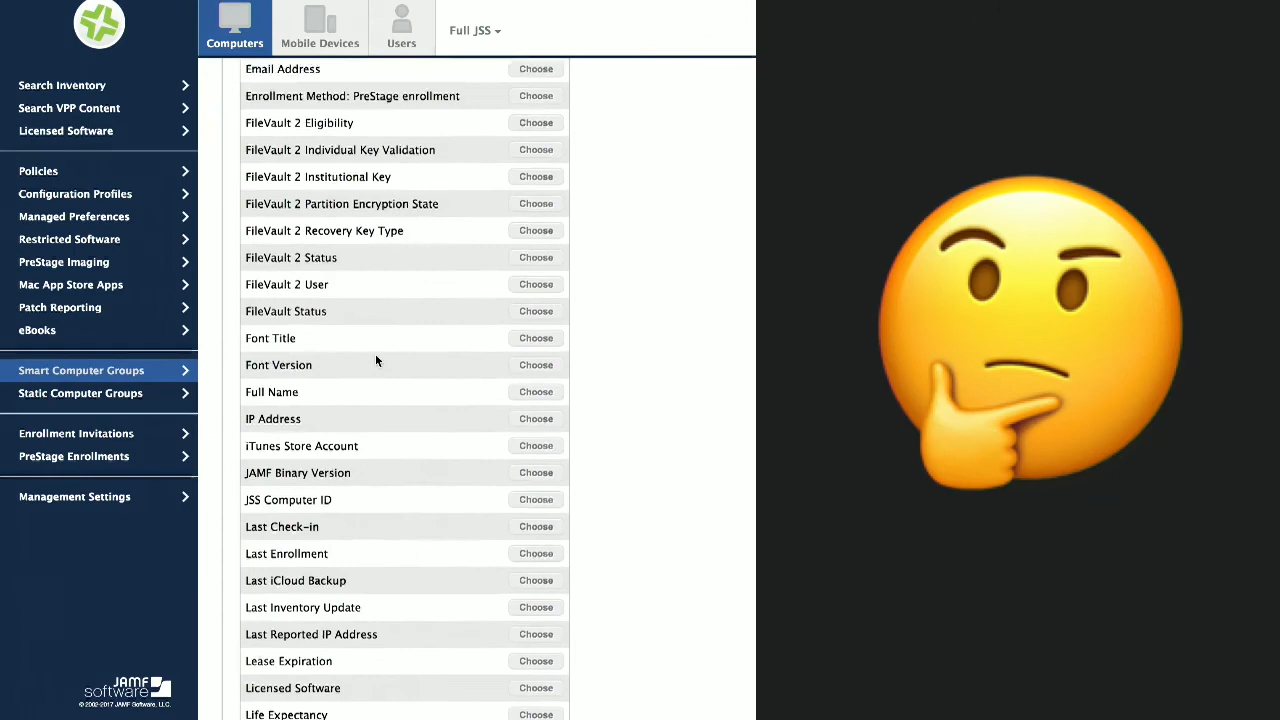 Computers
Mobile Devices
Users
Full JSS
Search Inventory
Search VPP Content
Licensed Software
Policies
Configuration Profiles
Managed Preferences
Restricted Software
PreStage Imaging
Mac App Store Apps
Patch Reporting
eBooks
Smart Computer Groups
Static Computer Groups
Enrollment Invitations
PreStage Enrollments
Management Settings
JAMF
software
© 2002-2017 JAMF Software, LLC.
Email Address Choose
Enrollment Method: PreStage enrollment Choose
FileVault 2 Eligibility Choose
FileVault 2 Individual Key Validation Choose
FileVault 2 Institutional Key Choose
FileVault 2 Partition Encryption State Choose
FileVault 2 Recovery Key Type Choose
FileVault 2 Status Choose
FileVault 2 User Choose
FileVault Status Choose
Font Title Choose
Font Version Choose
Full Name Choose
IP Address Choose
iTunes Store Account Choose
JAMF Binary Version Choose
JSS Computer ID Choose
Last Check-in Choose
Last Enrollment Choose
Last iCloud Backup Choose
Last Inventory Update Choose
Last Reported IP Address Choose
Lease Expiration Choose
Licensed Software Choose
Life Expectancy Choose